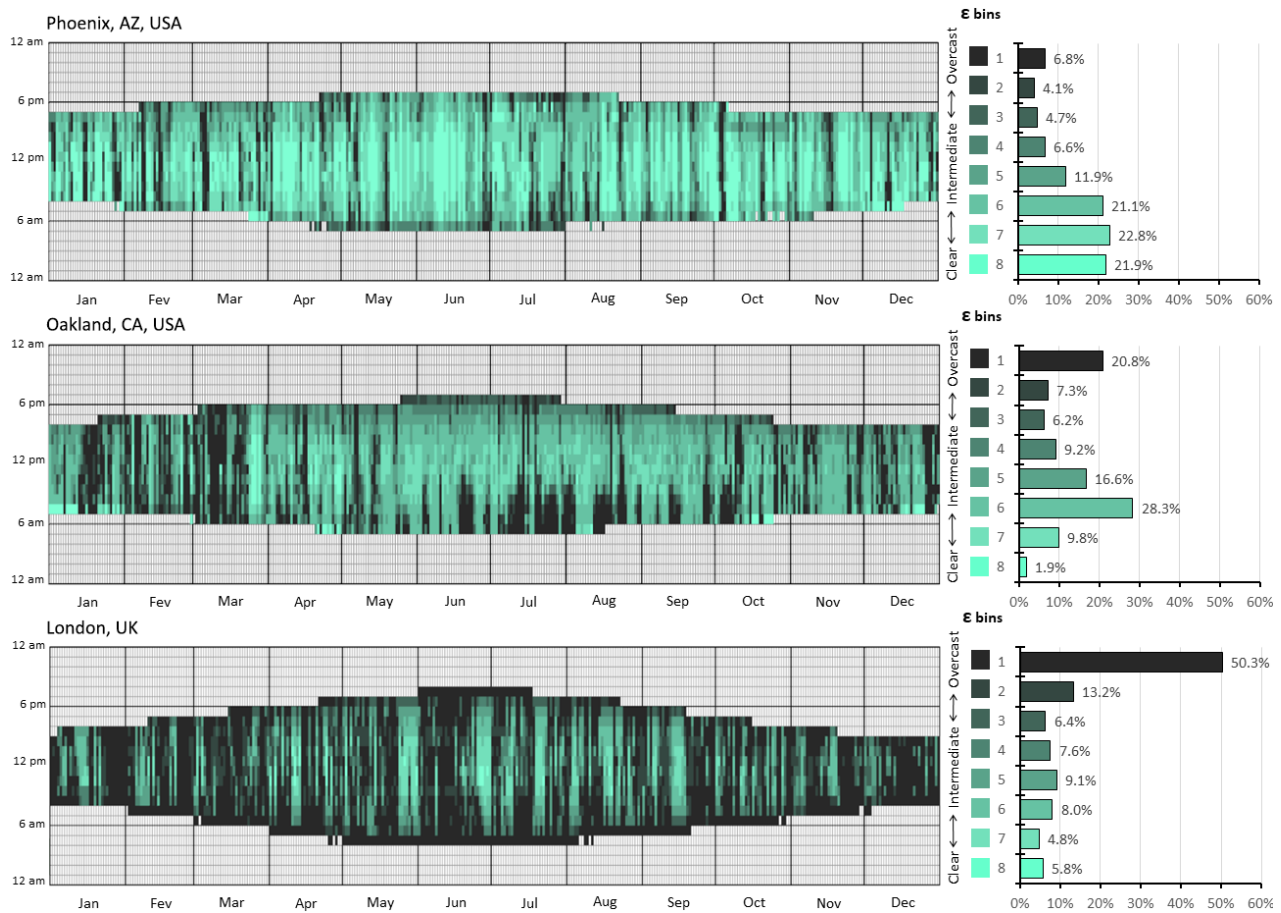 Phoenix, AZ, USA
ε bins
12 am
6 pm
12 pm
6 am
12 am
Jan Fev Mar Apr May Jun Jul Aug Sep Oct Nov Dec
Clear ⟷ Intermediate ⟷ Overcast
1 6.8%
2 4.1%
3 4.7%
4 6.6%
5 11.9%
6 21.1%
7 22.8%
8 21.9%
0% 10% 20% 30% 40% 50% 60%
Oakland, CA, USA
ε bins
12 am
6 pm
12 pm
6 am
12 am
Jan Fev Mar Apr May Jun Jul Aug Sep Oct Nov Dec
Clear ⟷ Intermediate ⟷ Overcast
1 20.8%
2 7.3%
3 6.2%
4 9.2%
5 16.6%
6 28.3%
7 9.8%
8 1.9%
0% 10% 20% 30% 40% 50% 60%
London, UK
ε bins
12 am
6 pm
12 pm
6 am
12 am
Jan Fev Mar Apr May Jun Jul Aug Sep Oct Nov Dec
Clear ⟷ Intermediate ⟷ Overcast
1 50.3%
2 13.2%
3 6.4%
4 7.6%
5 9.1%
6 8.0%
7 4.8%
8 5.8%
0% 10% 20% 30% 40% 50% 60%